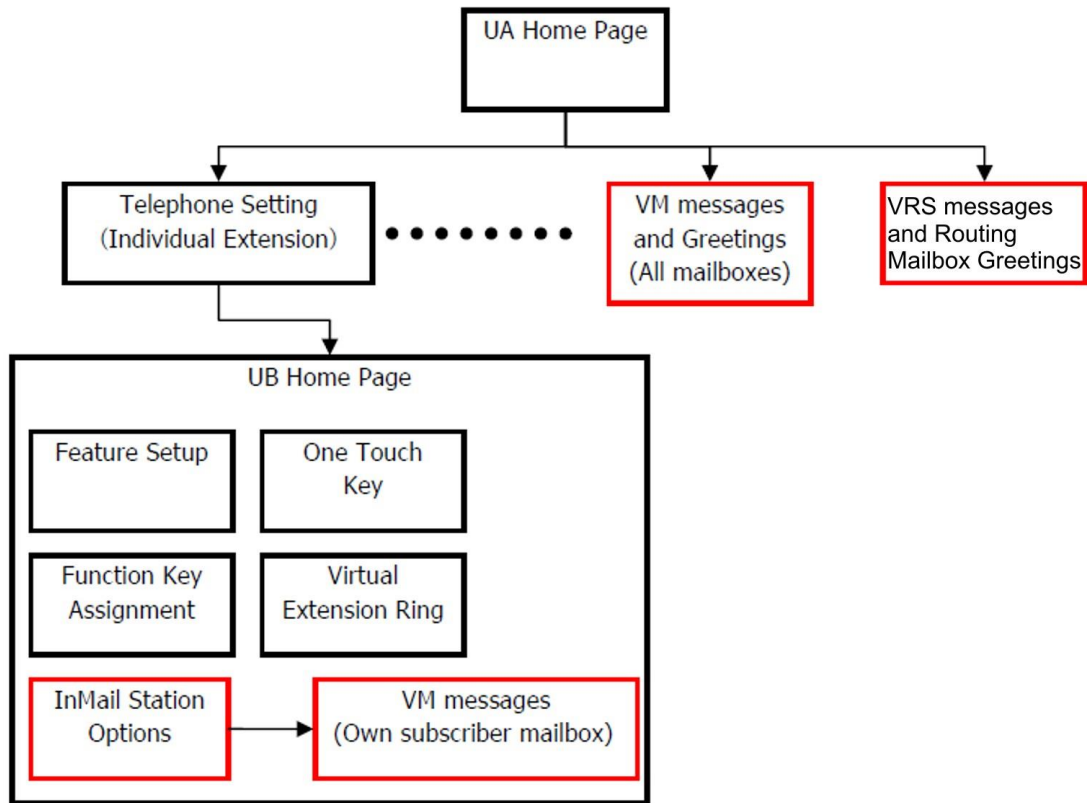 UA Home Page
Telephone Setting
(Individual Extension)
VM messages
and Greetings
(All mailboxes)
VRS messages
and Routing
Mailbox Greetings
UB Home Page
Feature Setup
One Touch
Key
Function Key
Assignment
Virtual
Extension Ring
InMail Station
Options
VM messages
(Own subscriber mailbox)